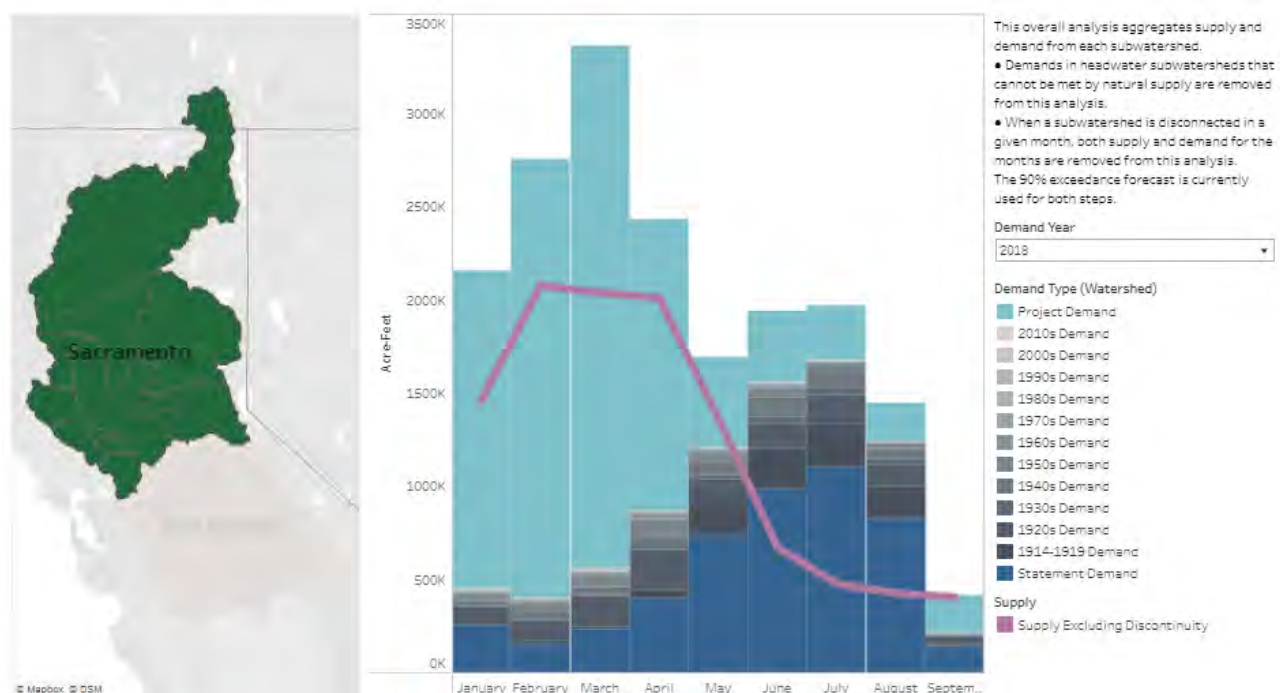 Sacramento
© Mapbox © OSM
3500K
3000K
2500K
2000K
1500K
1000K
500K
0K
Acre-Feet
January February March April May June July August Septem..
This overall analysis aggregates supply and
demand from each subwatershed.
● Demands in headwater subwatersheds that
cannot be met by natural supply are removed
from this analysis.
● When a subwatershed is disconnected in a
given month, both supply and demand for the
months are removed from this analysis.
The 90% exceedance forecast is currently
used for both steps.
Demand Year
2018
Demand Type (Watershed)
Project Demand
2010s Demand
2000s Demand
1990s Demand
1980s Demand
1970s Demand
1960s Demand
1950s Demand
1940s Demand
1930s Demand
1920s Demand
1914-1919 Demand
Statement Demand
Supply
Supply Excluding Discontinuity